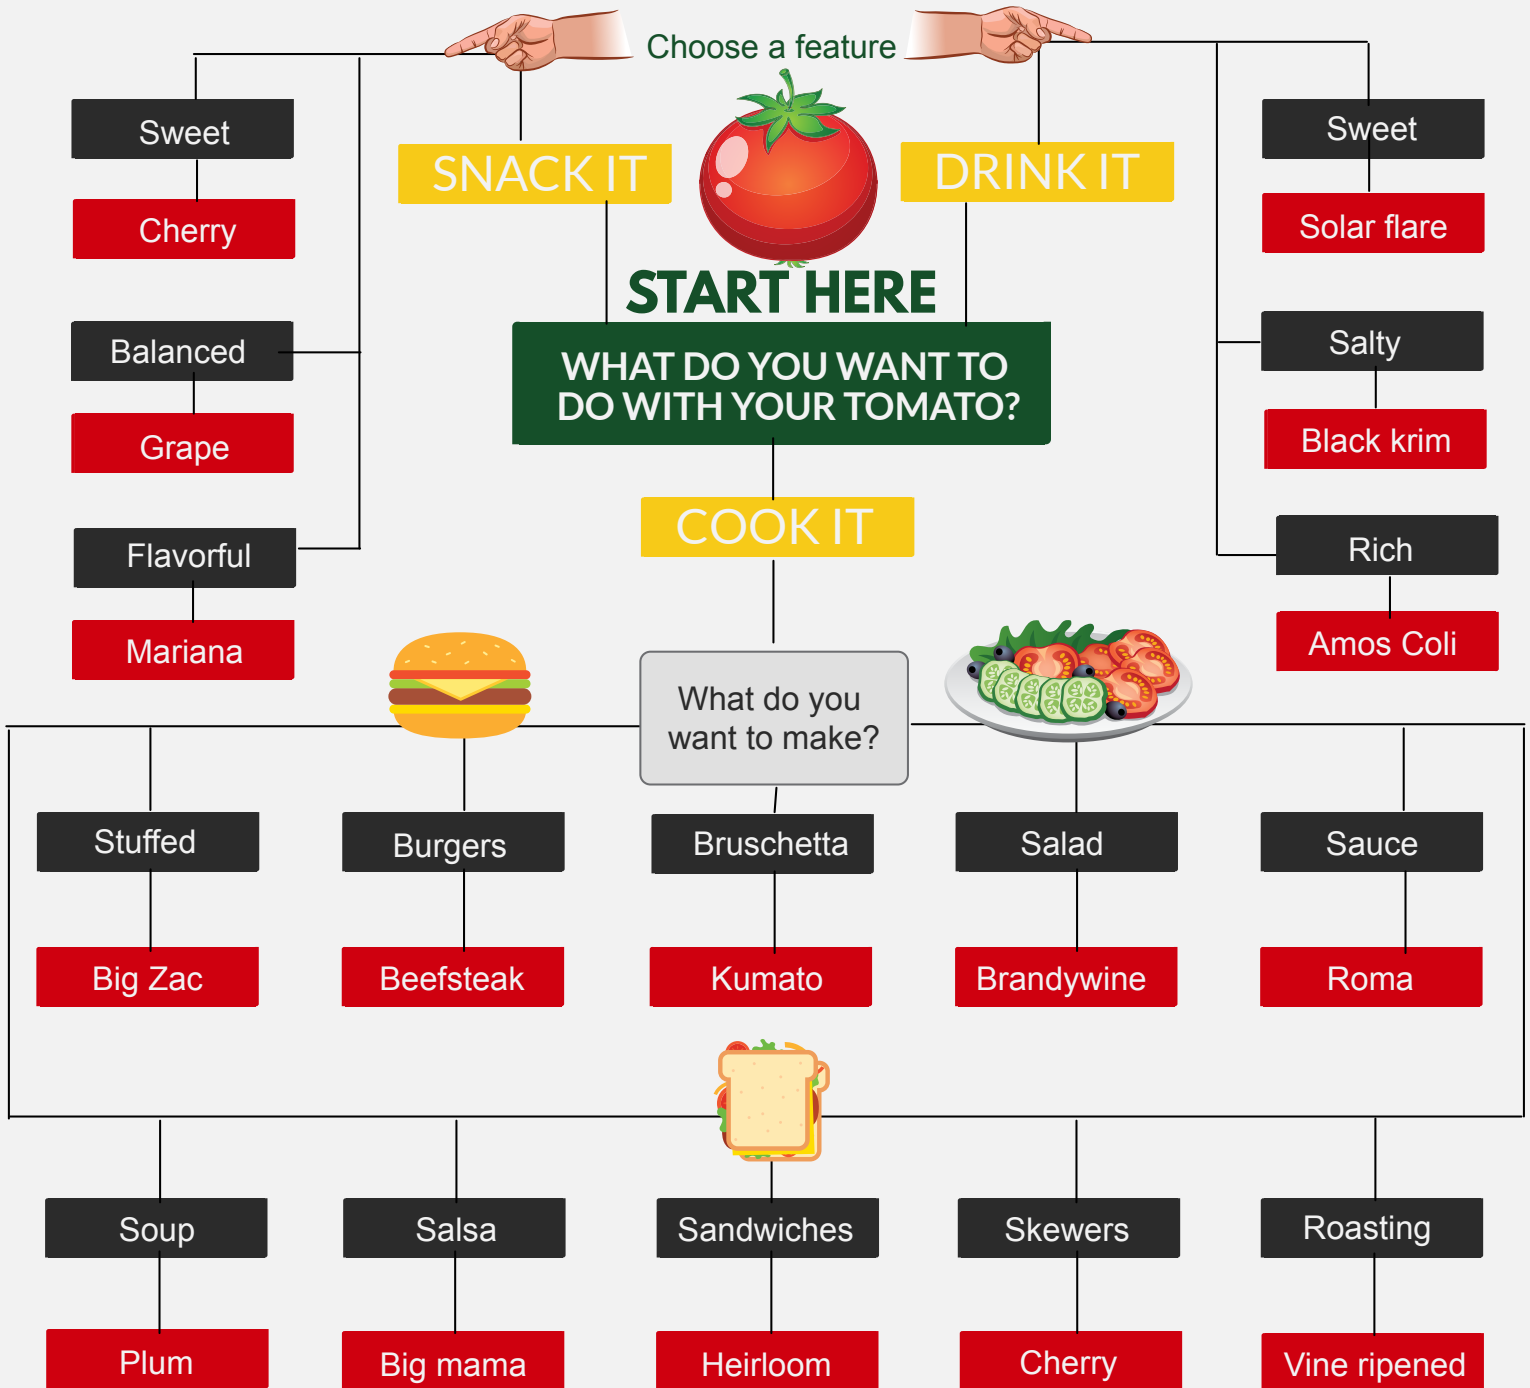 Choose a feature
SNACK IT
DRINK IT
START HERE
WHAT DO YOU WANT TO
DO WITH YOUR TOMATO?
COOK IT
Sweet
Cherry
Balanced
Grape
Flavorful
Mariana
Sweet
Solar flare
Salty
Black krim
Rich
Amos Coli
What do you
want to make?
Stuffed
Burgers
Bruschetta
Salad
Sauce
Big Zac
Beefsteak
Kumato
Brandywine
Roma
Soup
Salsa
Sandwiches
Skewers
Roasting
Plum
Big mama
Heirloom
Cherry
Vine ripened